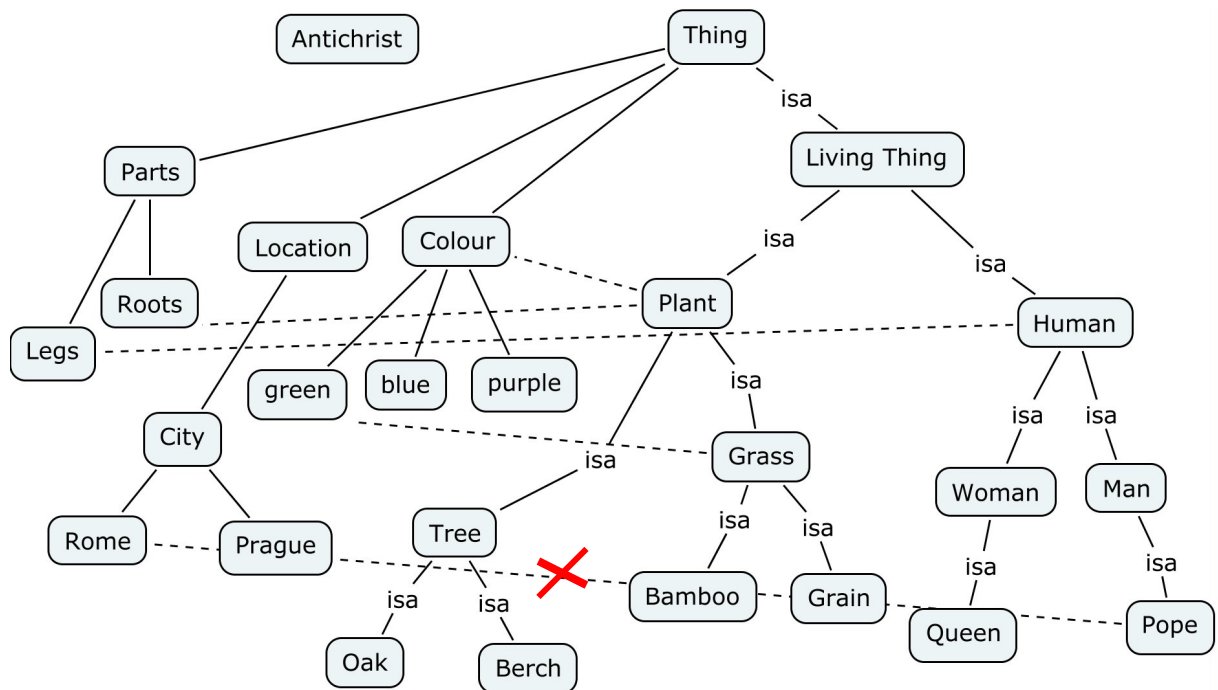 Thing
Antichrist
isa
Living Thing
Parts
Location
Colour
isa
isa
Roots
Plant
Human
Legs
green
blue
purple
isa
isa
isa
City
Grass
isa
Woman
Man
Rome
Prague
Tree
isa
isa
isa
isa
Bamboo
Grain
isa
isa
Queen
Pope
Oak
Berch